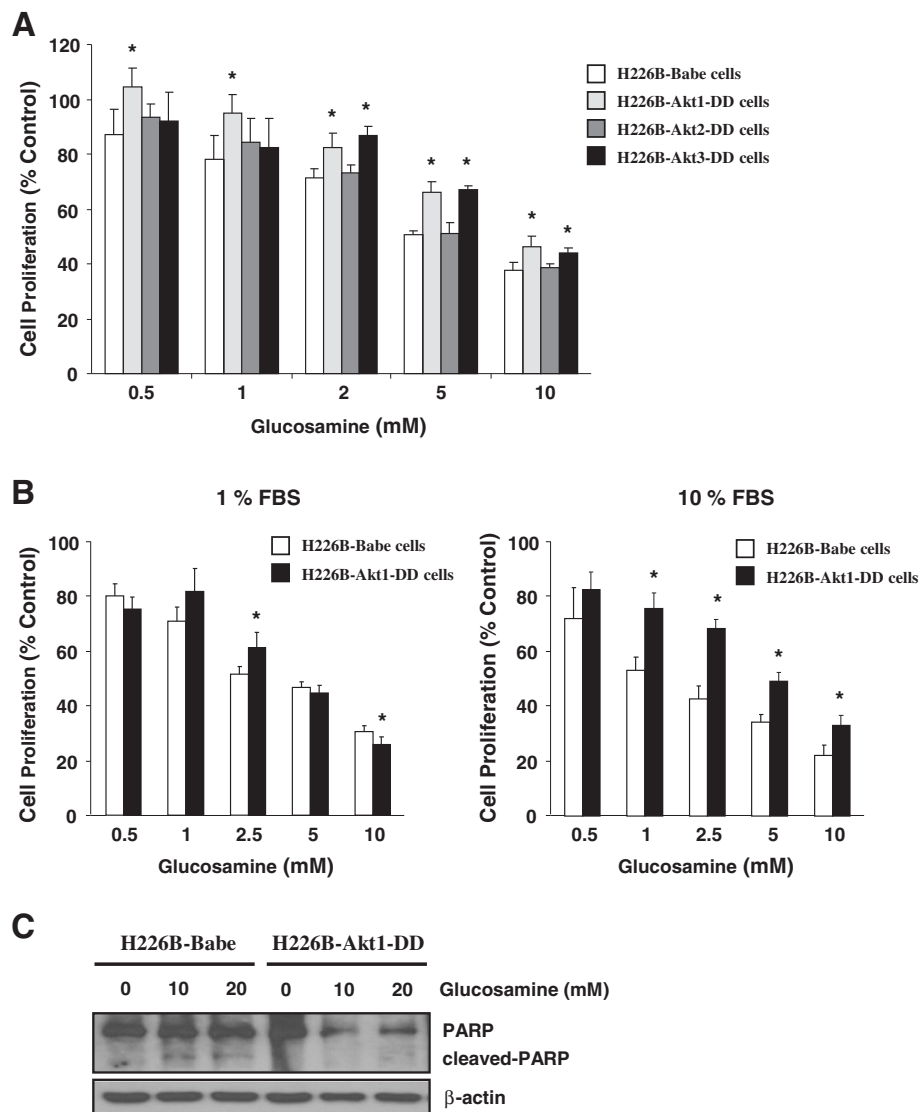 A
120
100
80
60
40
20
0
Cell Proliferation (% Control)
* * * * * * * *
H226B-Babe cells
H226B-Akt1-DD cells
H226B-Akt2-DD cells
H226B-Akt3-DD cells
0.5 1 2 5 10
Glucosamine (mM)
B
1 % FBS
100
80
60
40
20
0
Cell Proliferation (% Control)
H226B-Babe cells
H226B-Akt1-DD cells
* *
0.5 1 2.5 5 10
Glucosamine (mM)
10 % FBS
100
80
60
40
20
0
Cell Proliferation (% Control)
H226B-Babe cells
H226B-Akt1-DD cells
* * * *
0.5 1 2.5 5 10
Glucosamine (mM)
C
H226B-Babe H226B-Akt1-DD
0 10 20 0 10 20 Glucosamine (mM)
PARP
cleaved-PARP
β-actin